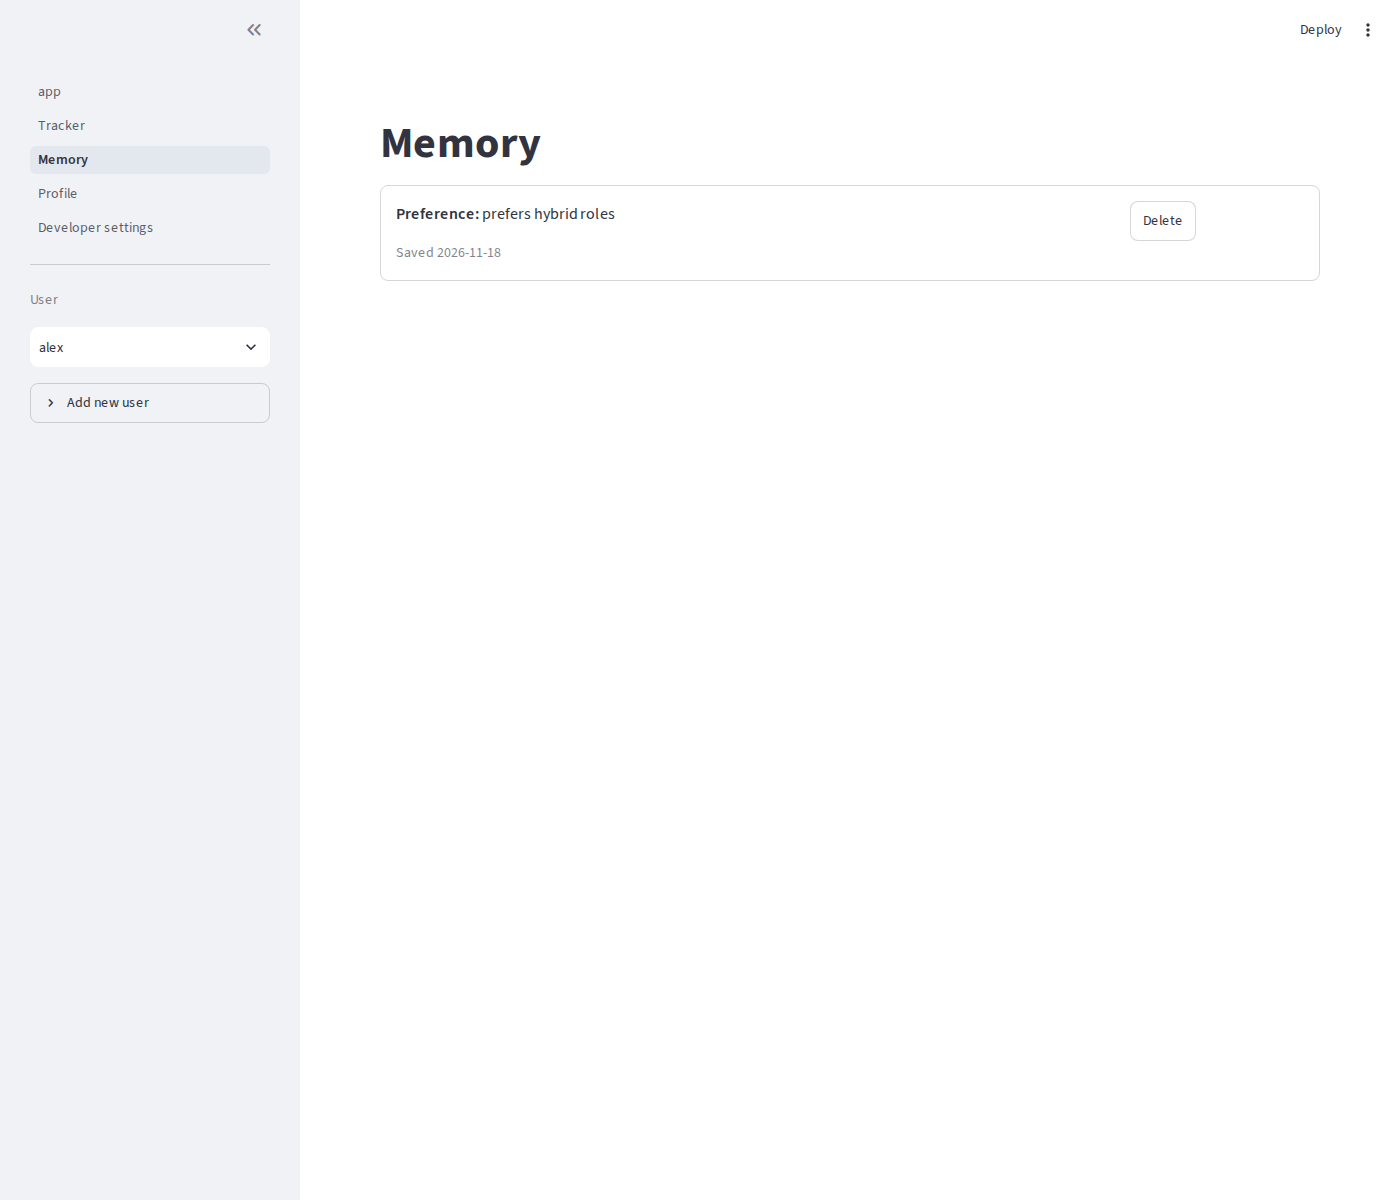 Deploy
app
Tracker
Memory
Profile
Developer settings
User
alex
Add new user
Memory
Preference: prefers hybrid roles
Delete
Saved 2026-11-18